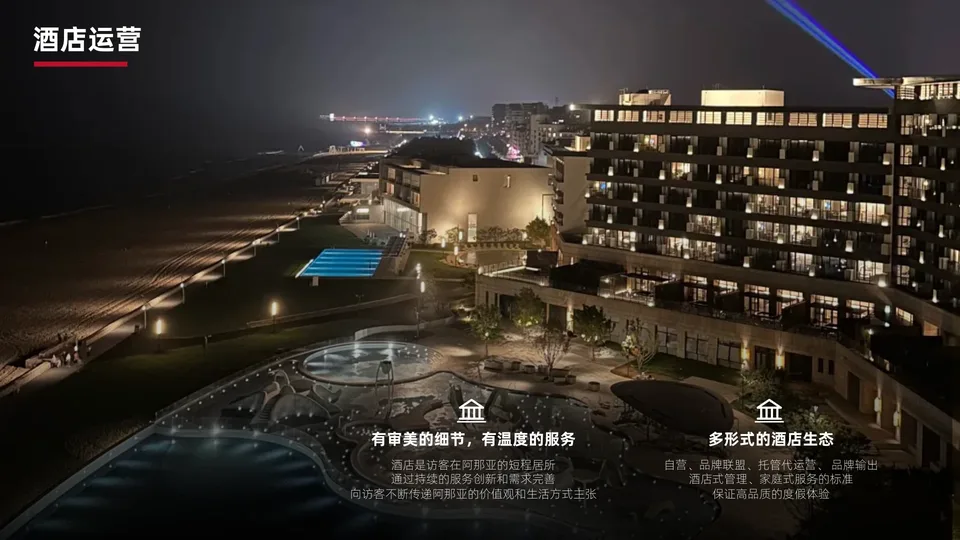 酒店运营
有审美的细节，有温度的服务
酒店是访客在阿那亚的短程居所
通过持续的服务创新和需求完善
向访客不断传递阿那亚的价值观和生活方式主张
多形式的酒店生态
自营、品牌联盟、托管代运营、品牌输出
酒店式管理、家庭式服务的标准
保证高品质的度假体验